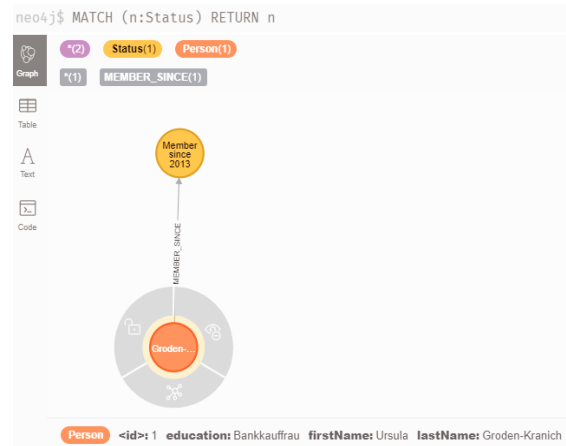 neo4j$ MATCH (n:Status) RETURN n
*(2) Status(1) Person(1)
Graph
*(1) MEMBER_SINCE(1)
Table
A
Text
>_
Code
Member
since
2013
MEMBER_SINCE
Groden-...
Person <id>: 1 education: Bankkauffrau firstName: Ursula lastName: Groden-Kranich